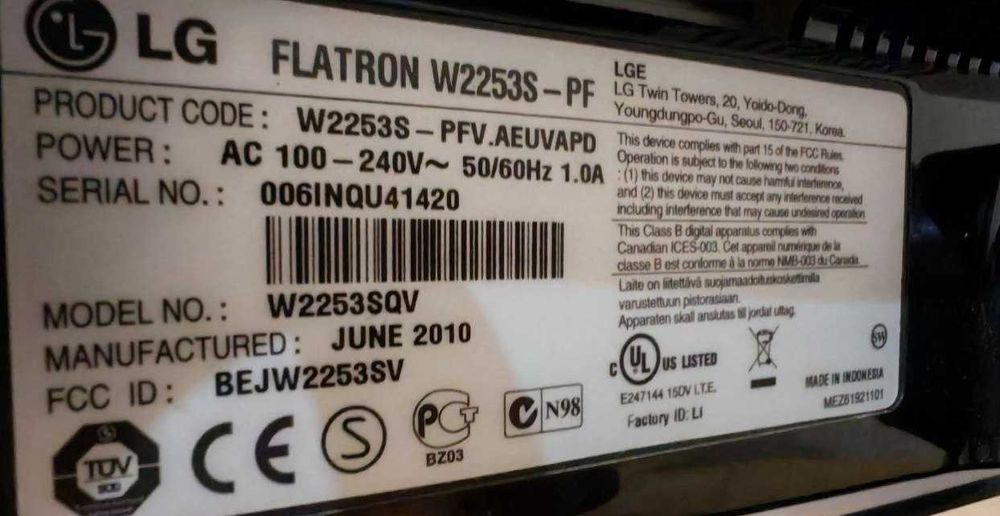 LG FLATRON W2253S-PF
PRODUCT CODE: W2253S-PFV.AEUVAPD
POWER: AC 100-240V~ 50/60Hz 1.0A
SERIAL NO.: 006INQU41420
MODEL NO.: W2253SQV
MANUFACTURED: JUNE 2010
FCC ID: BEJW2253SV
TÜV
CE
S
PCT
BZ03
N98
LGE
LG Twin Towers, 20, Yoido-Dong,
Youngdungpo-Gu, Seoul, 150-721, Korea.
This device complies with part 15 of the FCC Rules.
Operation is subject to the following two conditions
: (1) this device may not cause harmful interference,
and (2) this device must accept any interference received
including interference that may cause undesired operation
This Class B digital apparatus complies with
Canadian ICES-003. Cet appareil numérique de la
classe B est conforme à la norme NMB-003 du Canada.
Laite on liitettävä suojamaadoituskoskettimilla
varustettuun pistorasiaan.
Apparaten skall anslutas till jordat uttag.
C UL US LISTED
E247144 15DV I.T.E.
Factory ID: LI
SW
MADE IN INDONESIA
MEZ61921101